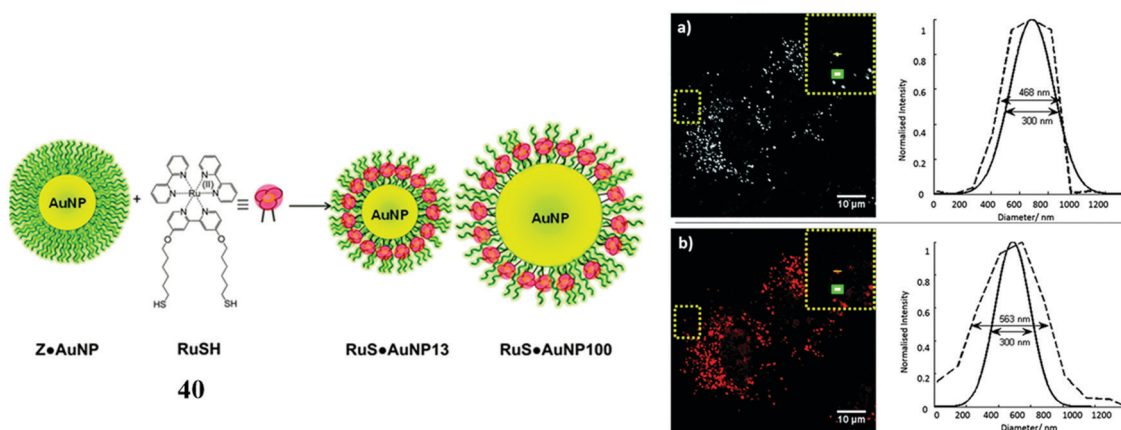 AuNP
+
(II)
Ru
N
N
N
N
N
N
O
O
HS
SH
≡
AuNP
AuNP
Z●AuNP
RuSH
RuS●AuNP13
RuS●AuNP100
40
a)
10 µm
Normalised Intensity
1
0.8
0.6
0.4
0.2
0
468 nm
300 nm
0 200 400 600 800 1000 1200
Diameter/ nm
b)
10 µm
Normalised Intensity
1
0.8
0.6
0.4
0.2
0
563 nm
300 nm
0 200 400 600 800 1000 1200
Diameter/ nm